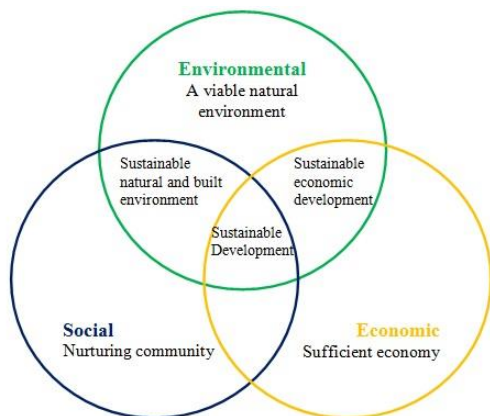 Environmental
A viable natural
environment
Sustainable
natural and built
environment
Sustainable
economic
development
Sustainable
Development
Social
Nurturing community
Economic
Sufficient economy